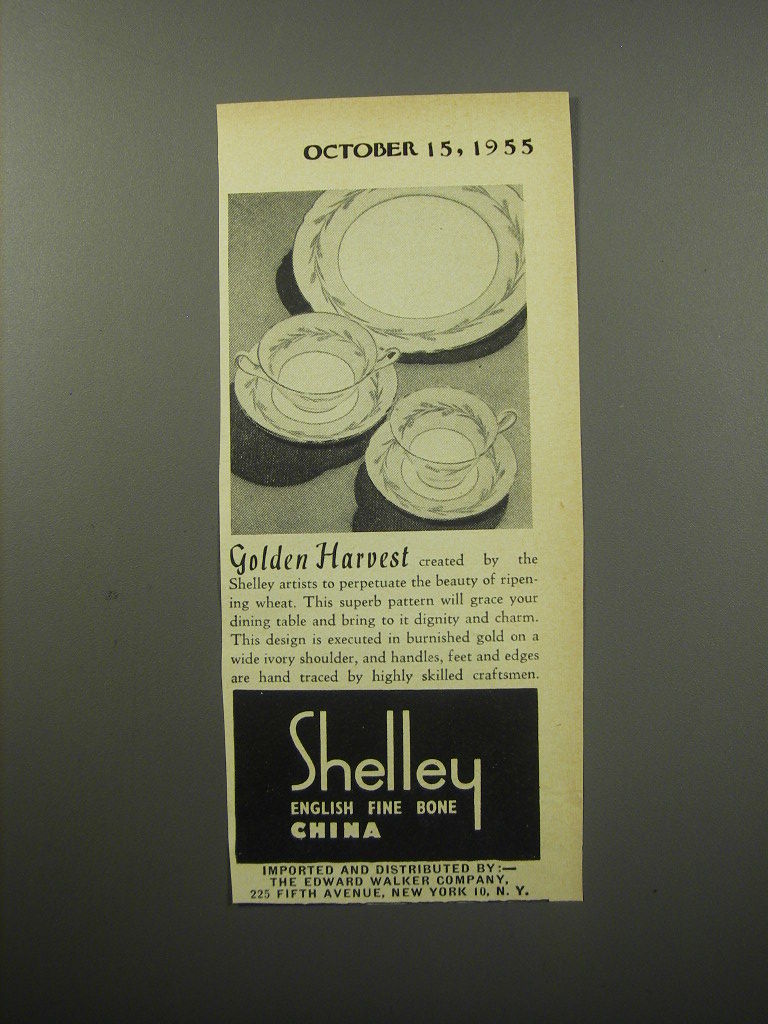 OCTOBER 15, 1955
Golden Harvest created by the
Shelley artists to perpetuate the beauty of ripen-
ing wheat. This superb pattern will grace your
dining table and bring to it dignity and charm.
This design is executed in burnished gold on a
wide ivory shoulder, and handles, feet and edges
are hand traced by highly skilled craftsmen.
Shelley
ENGLISH FINE BONE
CHINA
IMPORTED AND DISTRIBUTED BY:—
THE EDWARD WALKER COMPANY,
225 FIFTH AVENUE, NEW YORK 10, N. Y.